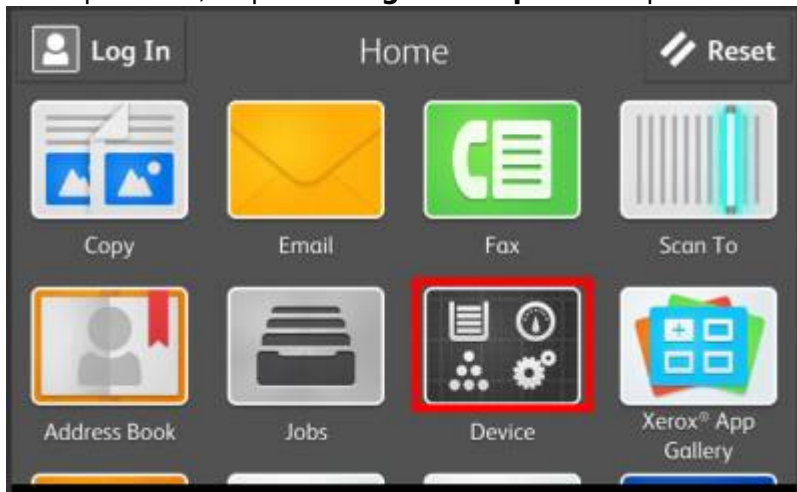 Log In
Home
Reset
Copy
Email
Fax
Scan To
Address Book
Jobs
Device
Xerox® App
Gallery